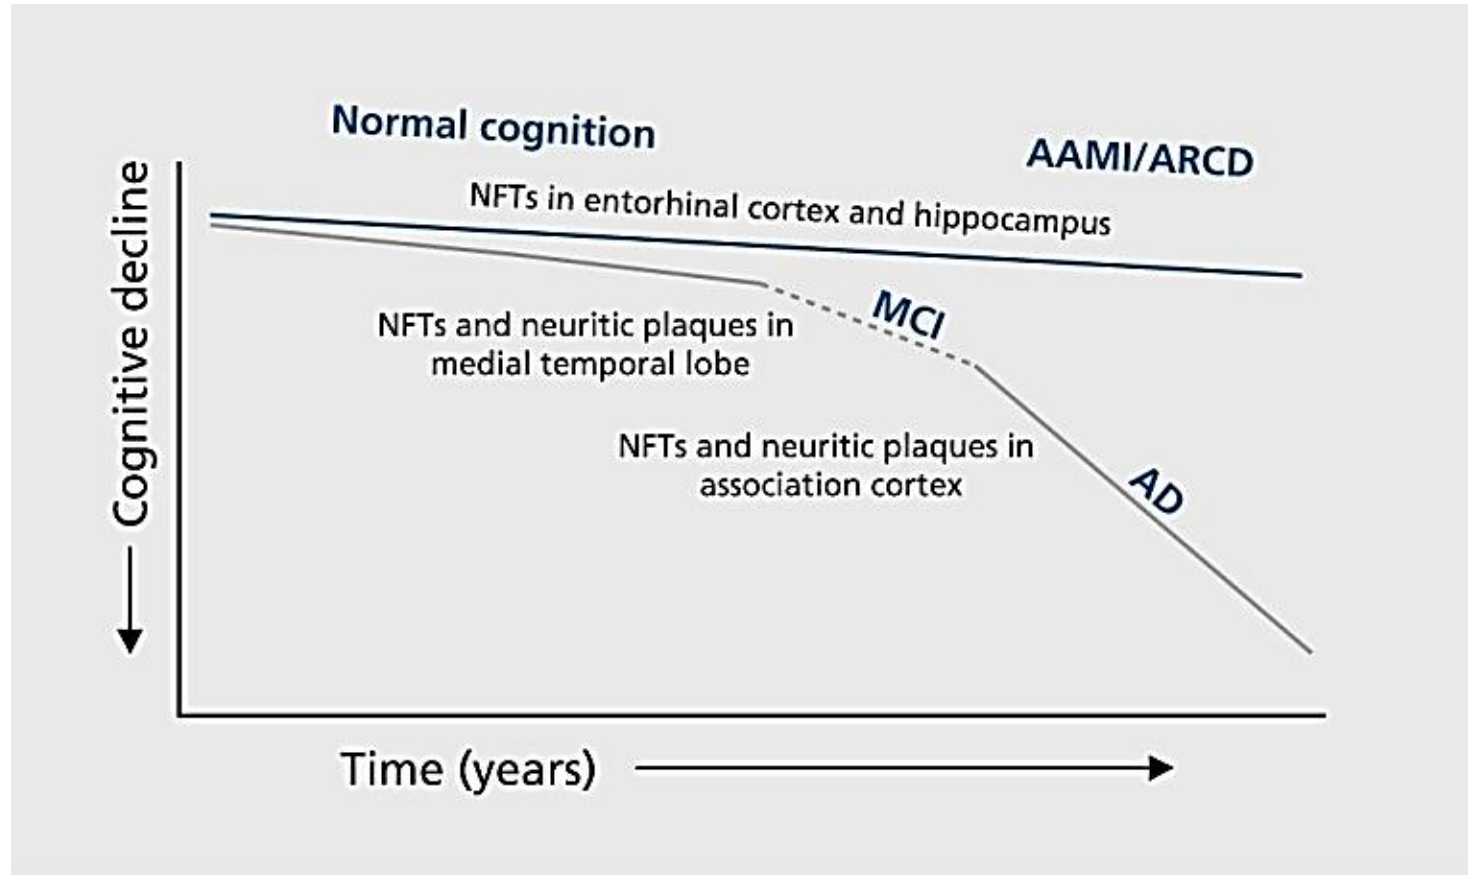 Normal cognition
AAMI/ARCD
NFTs in entorhinal cortex and hippocampus
Cognitive decline
MCI
NFTs and neuritic plaques in
medial temporal lobe
NFTs and neuritic plaques in
association cortex
AD
Time (years)